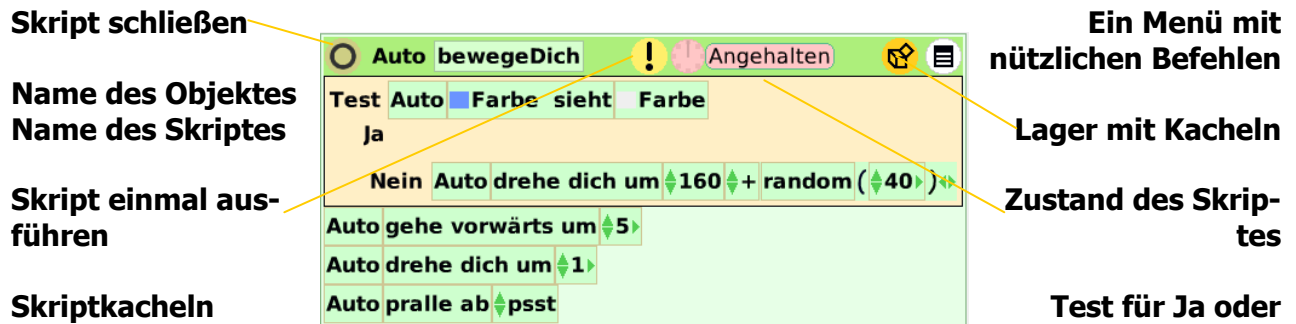 Skript schließen
Name des Objektes
Name des Skriptes
Skript einmal aus-
führen
Skriptkacheln
Auto bewegeDich ! Angehalten
Test Auto Farbe sieht Farbe
Ja
Nein Auto drehe dich um 160 + random ( 40 )
Auto gehe vorwärts um 5
Auto drehe dich um 1
Auto pralle ab psst
Ein Menü mit
nützlichen Befehlen
Lager mit Kacheln
Zustand des Skrip-
tes
Test für Ja oder